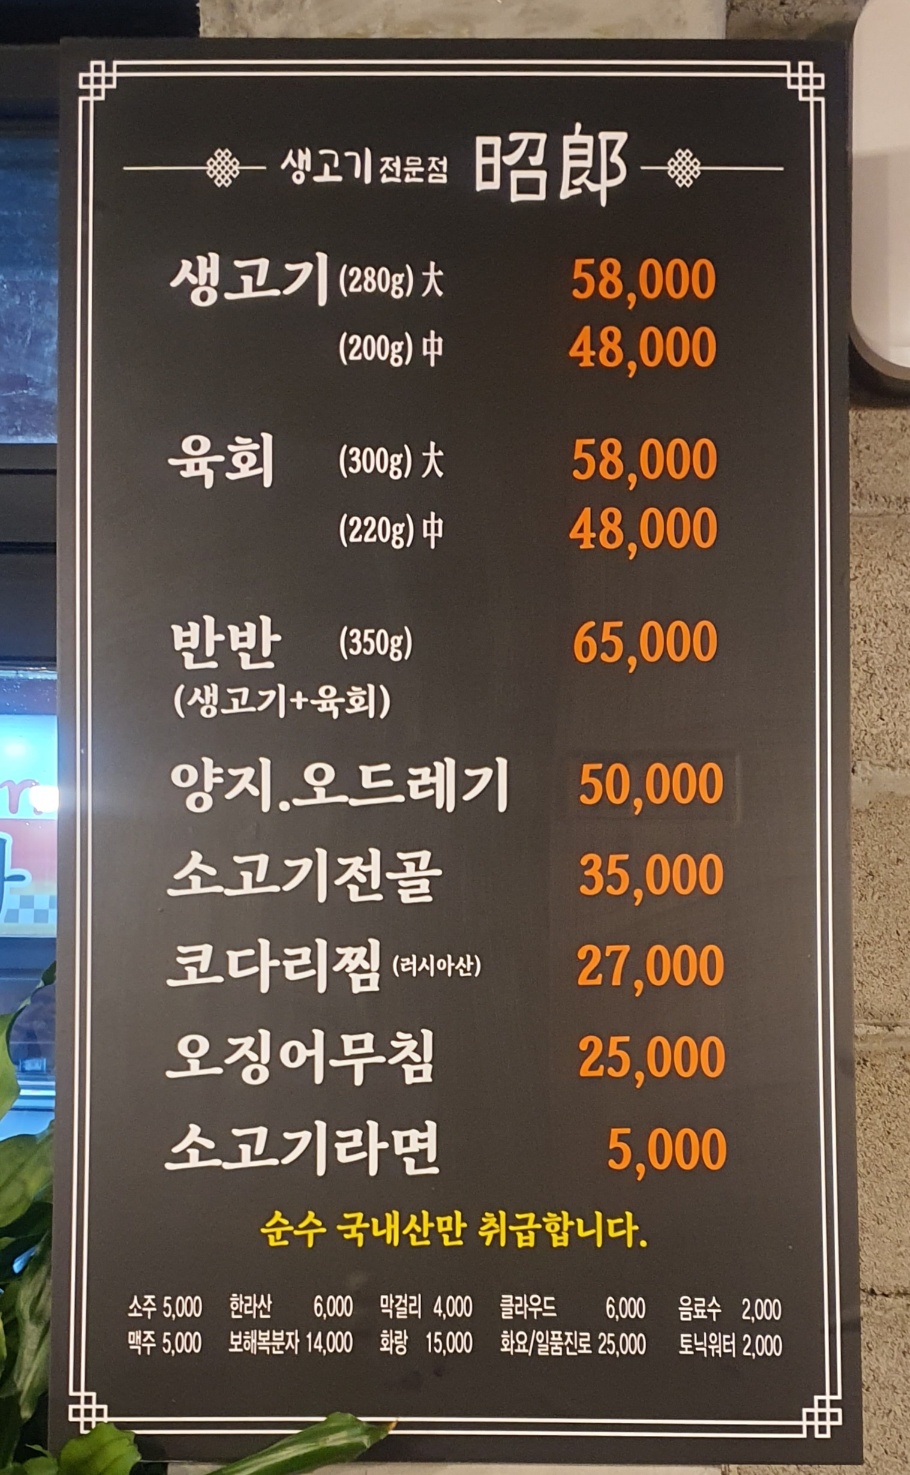 생고기 전문점 昭郎
생고기 (280g) 大 58,000
(200g) 中 48,000
육회 (300g) 大 58,000
(220g) 中 48,000
반반 (350g) 65,000
(생고기+육회)
양지.오드레기 50,000
소고기전골 35,000
코다리찜 (러시아산) 27,000
오징어무침 25,000
소고기라면 5,000
순수 국내산만 취급합니다.
소주 5,000 한라산 6,000 막걸리 4,000 클라우드 6,000 음료수 2,000
맥주 5,000 보해복분자 14,000 화랑 15,000 화요/일품진로 25,000 토닉워터 2,000